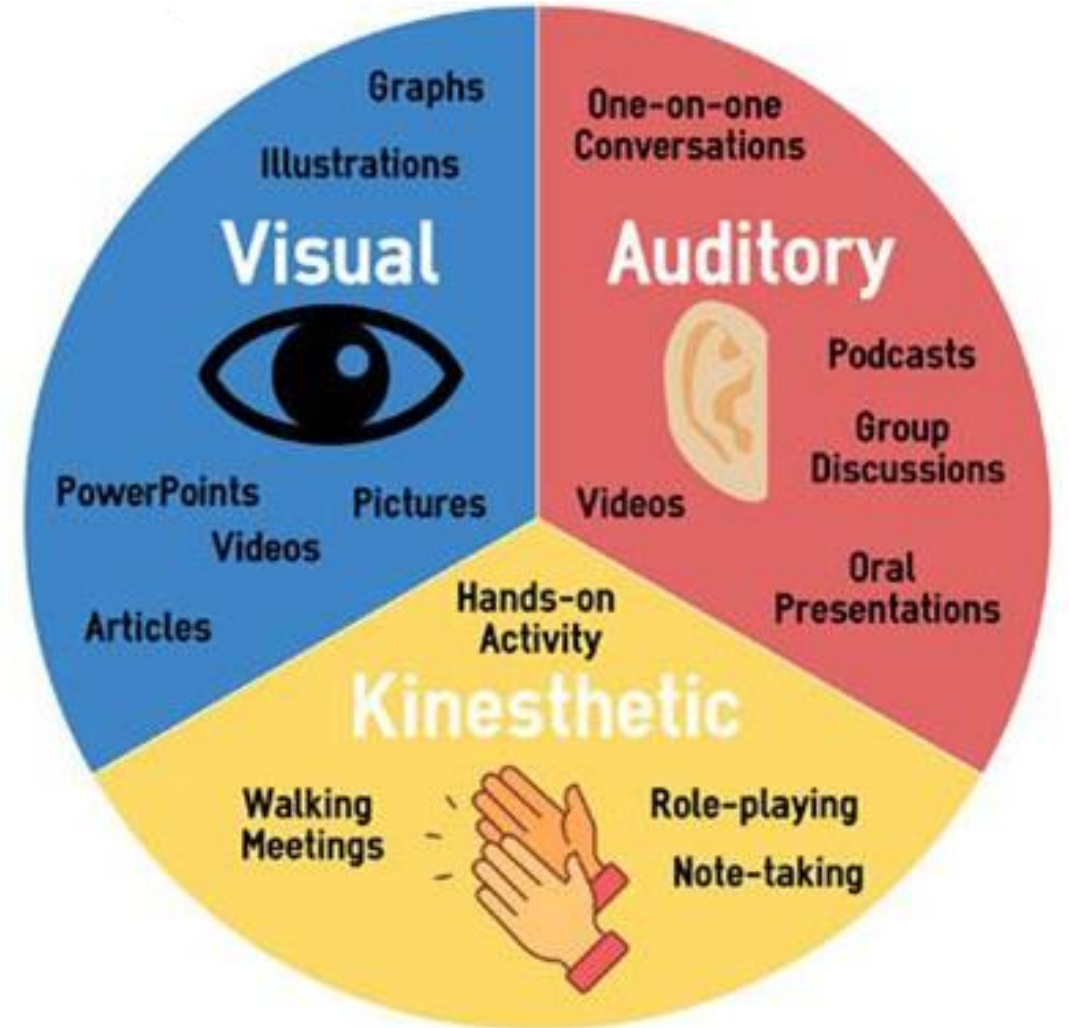 Graphs
Illustrations
Visual
PowerPoints
Pictures
Videos
Articles
One-on-one
Conversations
Auditory
Podcasts
Group
Discussions
Videos
Oral
Presentations
Hands-on
Activity
Kinesthetic
Walking
Meetings
Role-playing
Note-taking